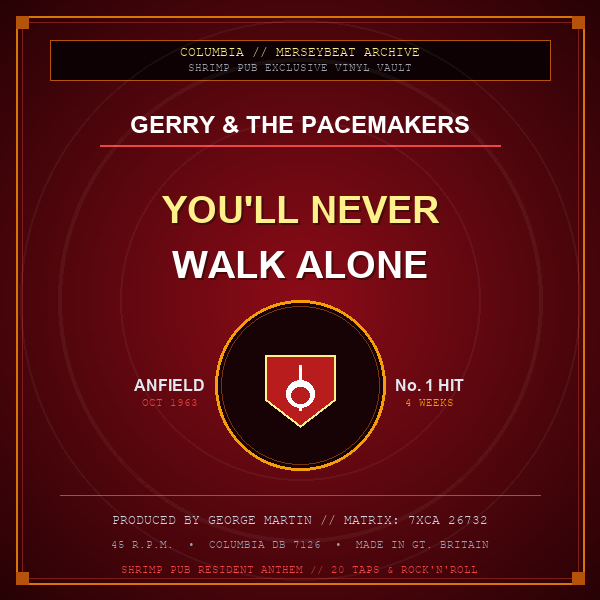 COLUMBIA // MERSEYBEAT ARCHIVE
SHRIMP PUB EXCLUSIVE VINYL VAULT
GERRY & THE PACEMAKERS
YOU'LL NEVER
WALK ALONE
ANFIELD
OCT 1963
No. 1 HIT
4 WEEKS
PRODUCED BY GEORGE MARTIN // MATRIX: 7XCA 26732
45 R.P.M. • COLUMBIA DB 7126 • MADE IN GT. BRITAIN
SHRIMP PUB RESIDENT ANTHEM // 20 TAPS & ROCK'N'ROLL